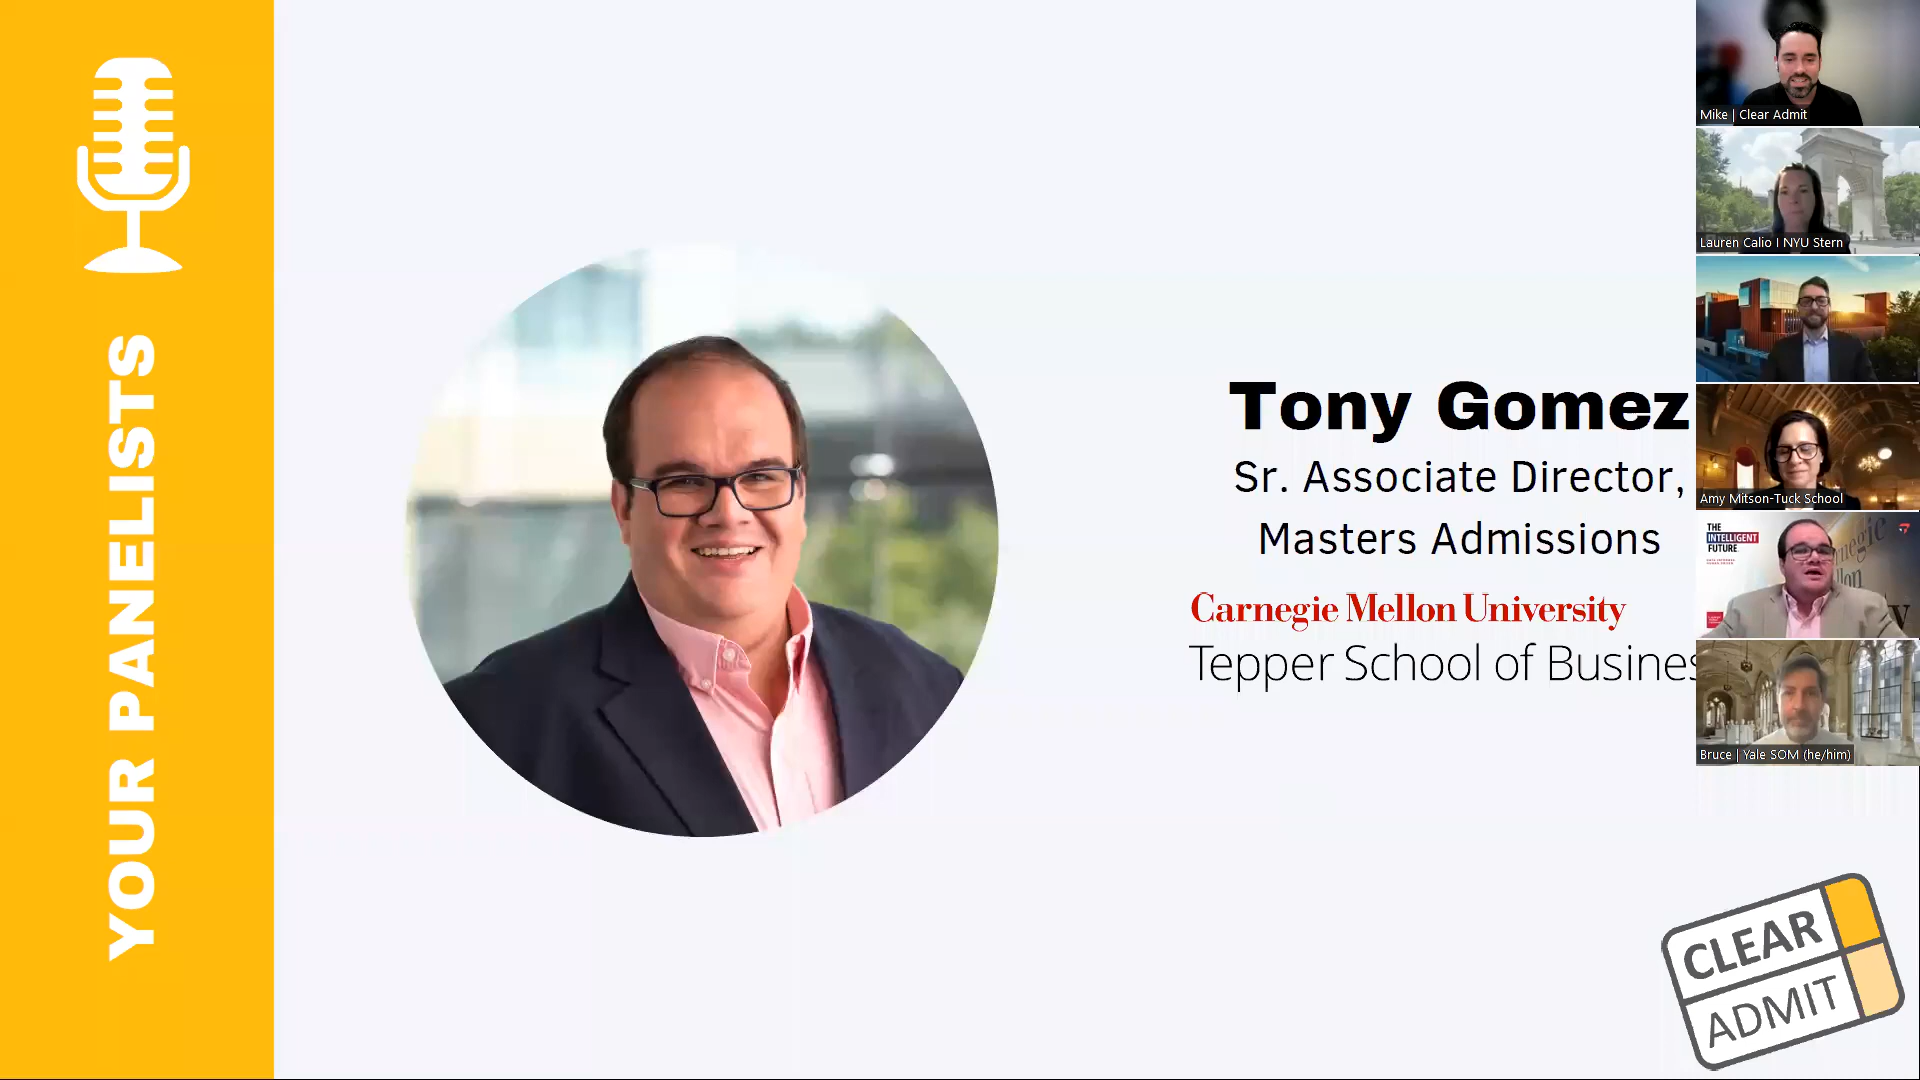 YOUR PANELISTS
Tony Gomez
Sr. Associate Director,
Masters Admissions
Carnegie Mellon University
Tepper School of Busines
Mike | Clear Admit
Lauren Calio I NYU Stern
Amy Mitson-Tuck School
THE
INTELLIGENT
FUTURE
Bruce | Yale SOM (he/him)
CLEAR
ADMIT